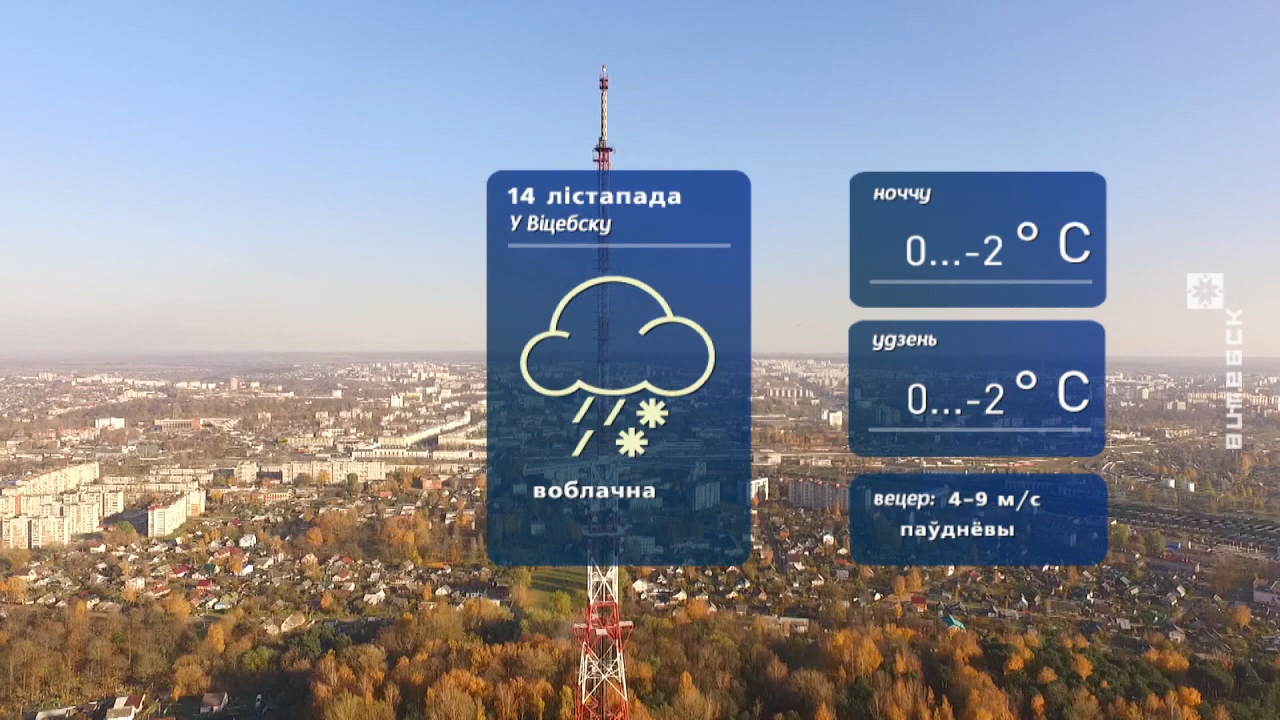 14 лістапада
У Віцебску
воблачна
ноччу
0...-2 ° C
удзень
0...-2 ° C
вецер: 4-9 м/с
паўднёвы
витебск